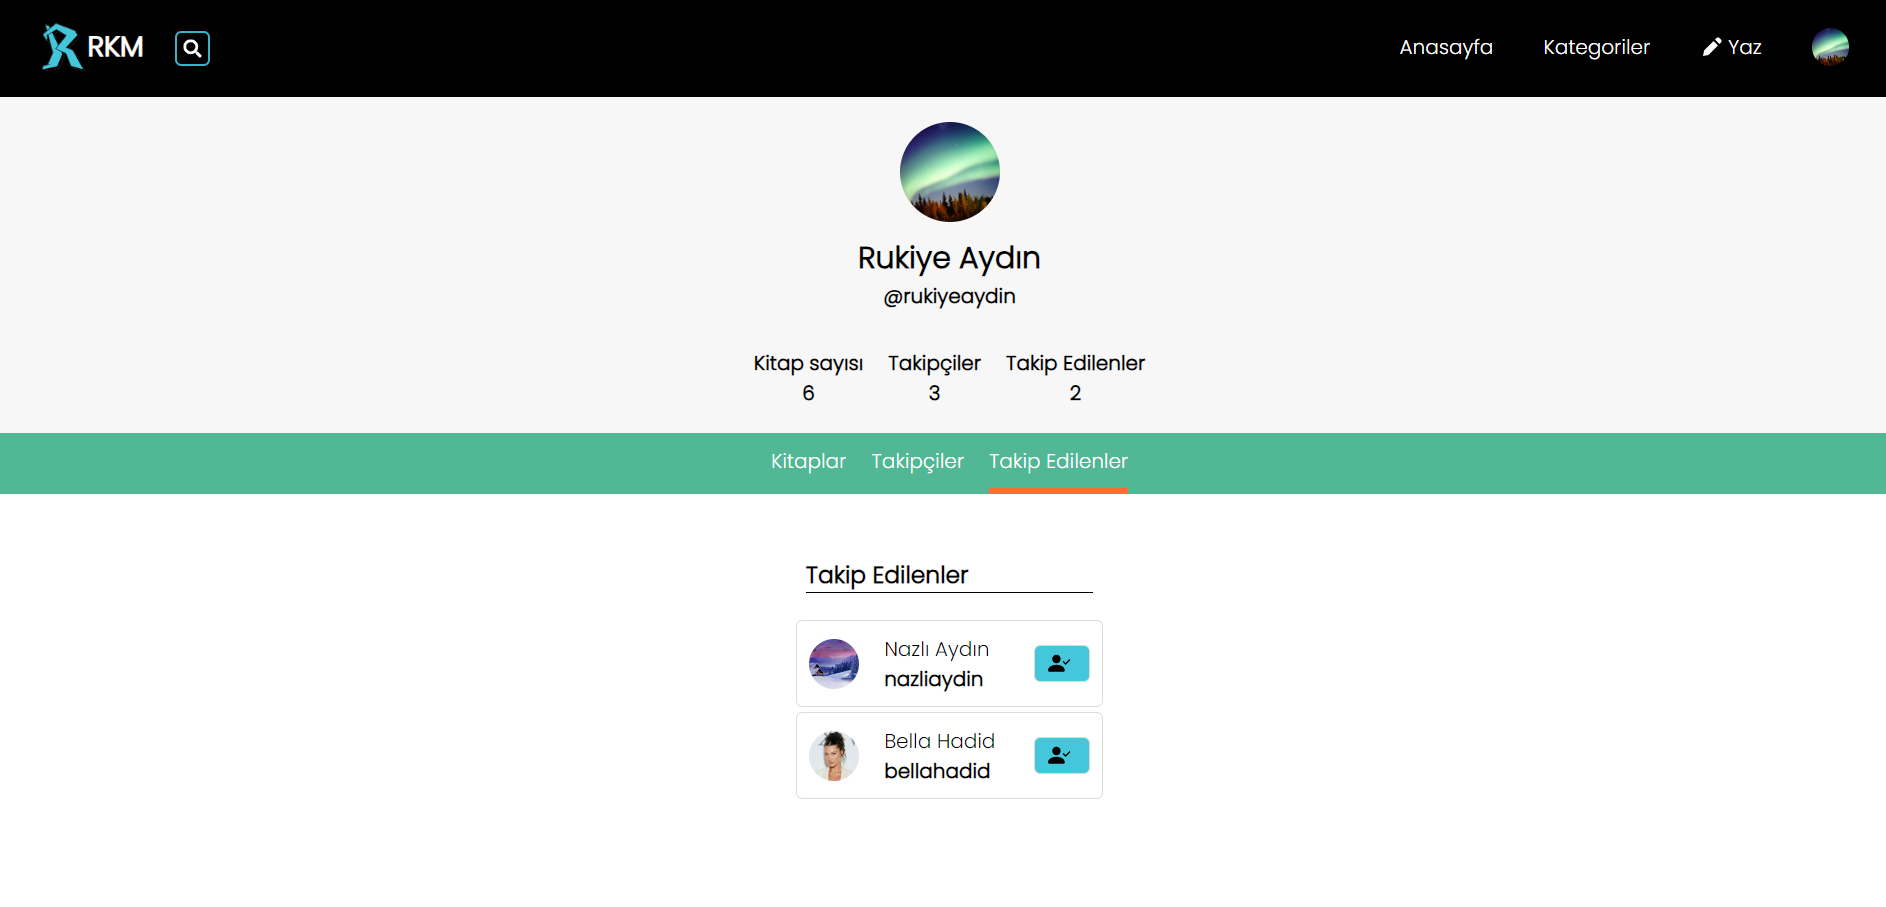 RKM
Anasayfa
Kategoriler
Yaz
Rukiye Aydın
@rukiyeaydin
Kitap sayısı Takipçiler Takip Edilenler
6 3 2
Kitaplar Takipçiler Takip Edilenler
Takip Edilenler
Nazlı Aydın
nazliaydin
Bella Hadid
bellahadid